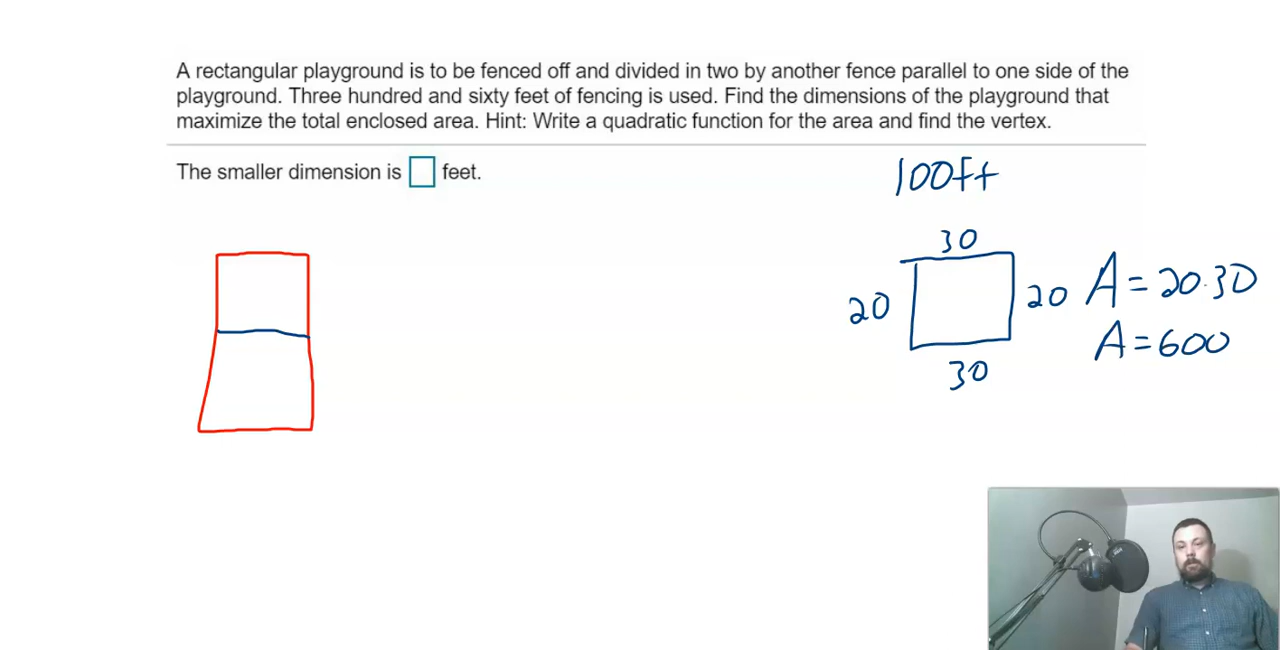 A rectangular playground is to be fenced off and divided in two by another fence parallel to one side of the
playground. Three hundred and sixty feet of fencing is used. Find the dimensions of the playground that
maximize the total enclosed area. Hint: Write a quadratic function for the area and find the vertex.
The smaller dimension is feet.
100ft
30
20
20
A=20.30
A=600
30